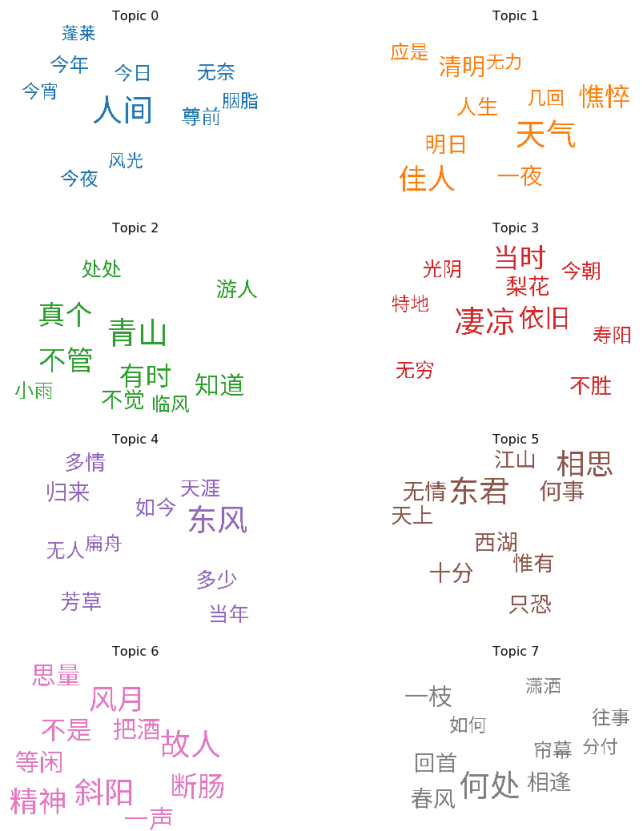 Topic 0
蓬莱
今年
今日
无奈
今宵
人间
尊前
胭脂
风光
今夜
Topic 1
应是
清明
无力
人生
几回
憔悴
明日
天气
佳人
一夜
Topic 2
处处
游人
真个
青山
不管
有时
知道
小雨
不觉
临风
Topic 3
当时
光阴
今朝
梨花
特地
凄凉
依旧
寿阳
无穷
不胜
Topic 4
多情
归来
天涯
如今
东风
无人
扁舟
多少
芳草
当年
Topic 5
江山
相思
无情
东君
何事
天上
西湖
惟有
十分
只恐
Topic 6
思量
风月
不是
把酒
故人
等闲
断肠
精神
斜阳
一声
Topic 7
潇洒
一枝
往事
如何
帘幕
分付
回首
何处
相逢
春风